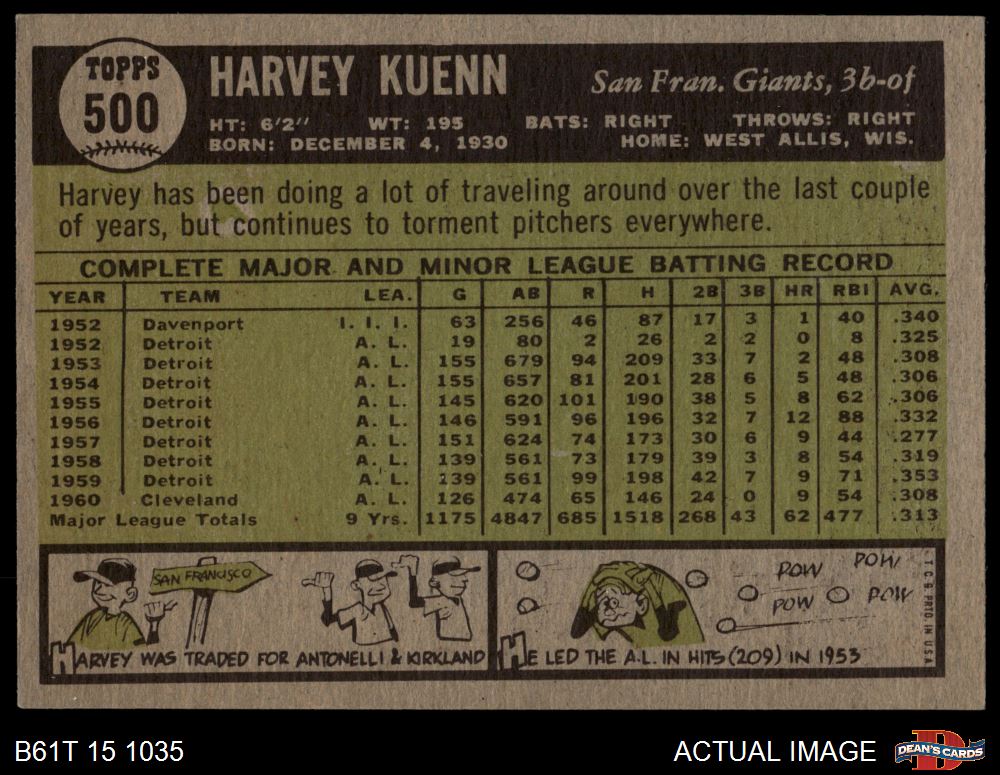 TOPPS
500
HARVEY KUENN
San Fran. Giants, 3b-of
HT: 6'2" WT: 195 BATS: RIGHT THROWS: RIGHT
BORN: DECEMBER 4, 1930 HOME: WEST ALLIS, WIS.
Harvey has been doing a lot of traveling around over the last couple
of years, but continues to torment pitchers everywhere.
COMPLETE MAJOR AND MINOR LEAGUE BATTING RECORD
YEAR TEAM LEA. G AB R H 2B 3B HR RBI AVG.
1952 Davenport I. I. I. 63 256 46 87 17 3 1 40 .340
1952 Detroit A. L. 19 80 2 26 2 2 0 8 .325
1953 Detroit A. L. 155 679 94 209 33 7 2 48 .308
1954 Detroit A. L. 155 657 81 201 28 6 5 48 .306
1955 Detroit A. L. 145 620 101 190 38 5 8 62 .306
1956 Detroit A. L. 146 591 96 196 32 7 12 88 .332
1957 Detroit A. L. 151 624 74 173 30 6 9 44 .277
1958 Detroit A. L. 139 561 73 179 39 3 8 54 .319
1959 Detroit A. L. 139 561 99 198 42 7 9 71 .353
1960 Cleveland A. L. 126 474 65 146 24 0 9 54 .308
Major League Totals 9 Yrs. 1175 4847 685 1518 268 43 62 477 .313
SAN FRANCISCO
HARVEY WAS TRADED FOR ANTONELLI & KIRKLAND
POW POW
POW POW
HE LED THE A.L. IN HITS (209) IN 1953
T. C. G. PRTD. IN U.S.A.
B61T 15 1035
ACTUAL IMAGE
D
DEAN'S CARDS